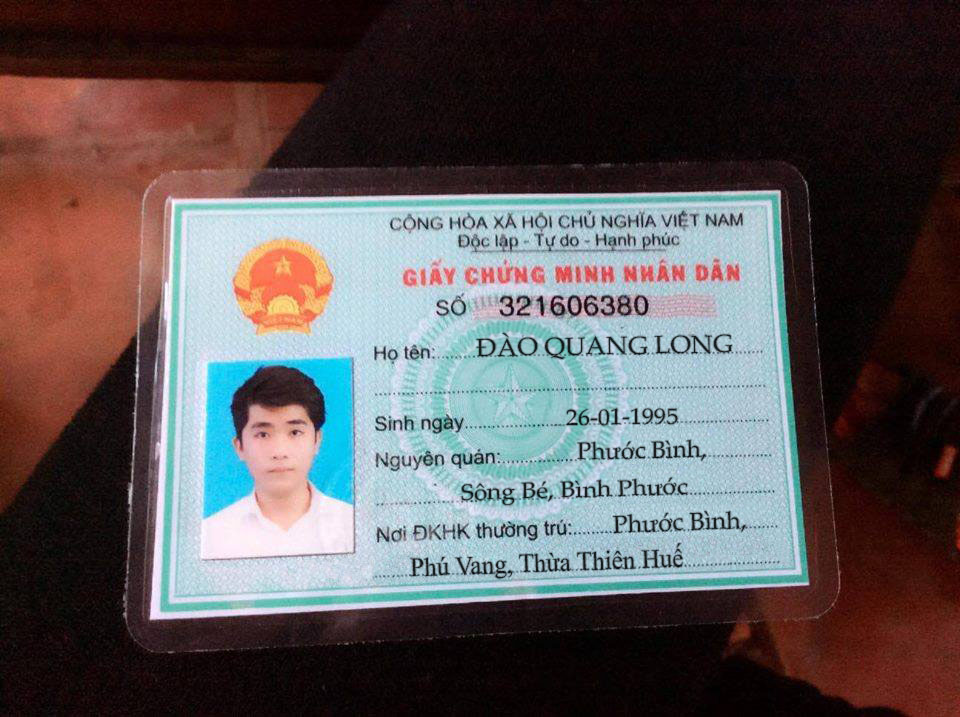 CỘNG HÒA XÃ HỘI CHỦ NGHĨA VIỆT NAM
Độc lập - Tự do - Hạnh phúc
GIẤY CHỨNG MINH NHÂN DÂN
SỐ 321606380
Họ tên: ĐÀO QUANG LONG
Sinh ngày 26-01-1995
Nguyên quán: Phước Bình,
Sông Bé, Bình Phước
Nơi ĐKHK thường trú: Phước Bình,
Phú Vang, Thừa Thiên Huế
VIỆT NAM